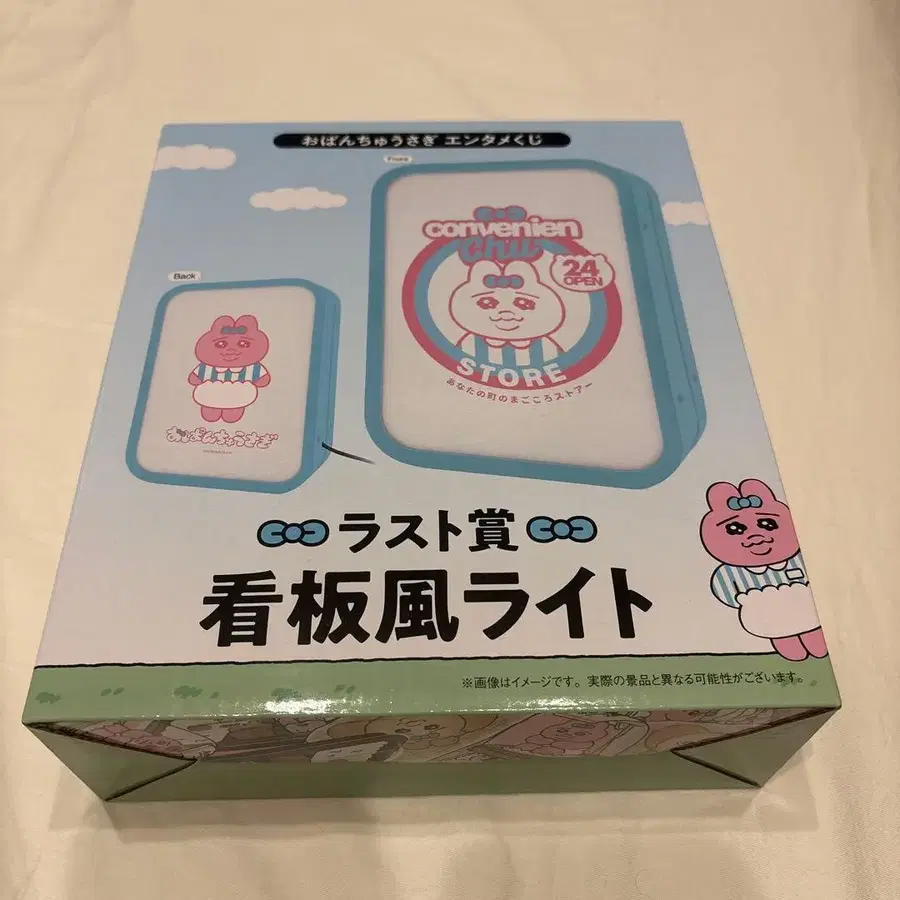 おぱんちゅうさぎ エンタメくじ
Front
convenien
chu
24
OPEN
STORE
あなたの町のまごころストアー
Back
おぱんちゅうさぎ
ラスト賞
看板風ライト
※画像はイメージです。実際の景品と異なる可能性がございます。